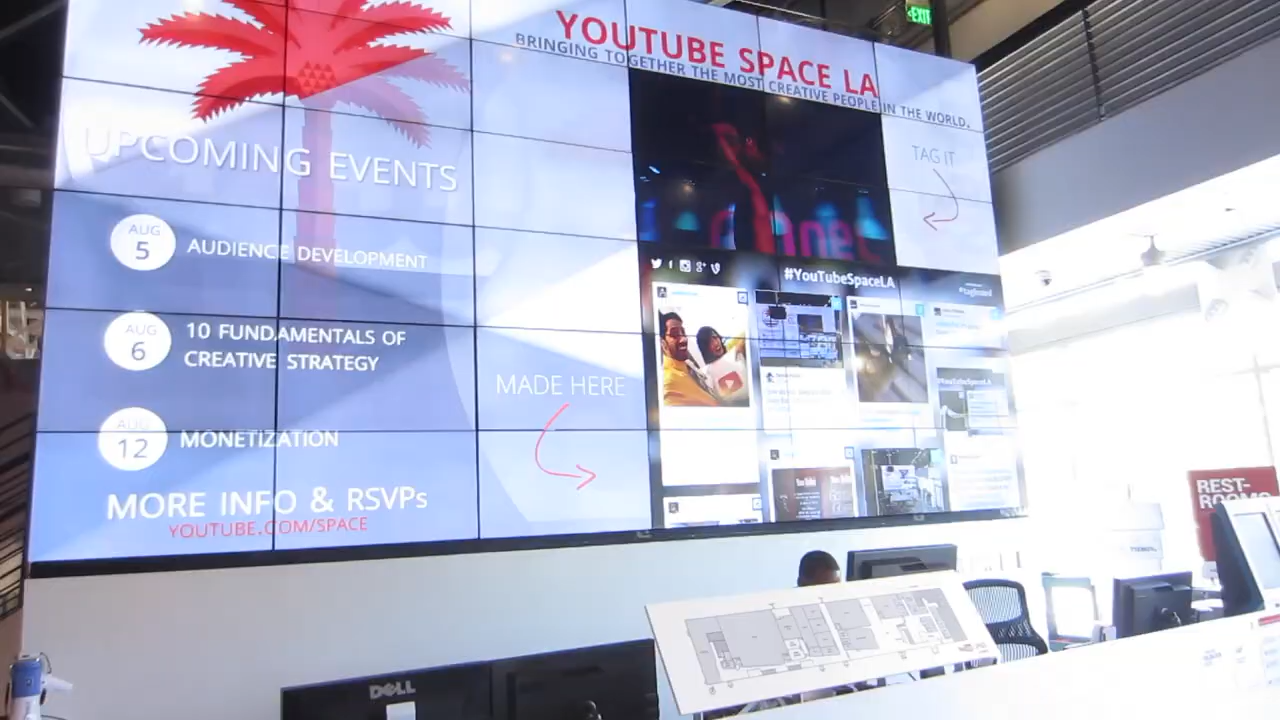 EXIT
YOUTUBE SPACE LA
BRINGING TOGETHER THE MOST CREATIVE PEOPLE IN THE WORLD.
UPCOMING EVENTS
AUG
5
AUDIENCE DEVELOPMENT
AUG
6
10 FUNDAMENTALS OF
CREATIVE STRATEGY
AUG
12
MONETIZATION
MORE INFO & RSVPs
YOUTUBE.COM/SPACE
MADE HERE
TAG IT
#YouTubeSpaceLA
#YouTubeSpaceLA
REST-
ROOMS
DELL